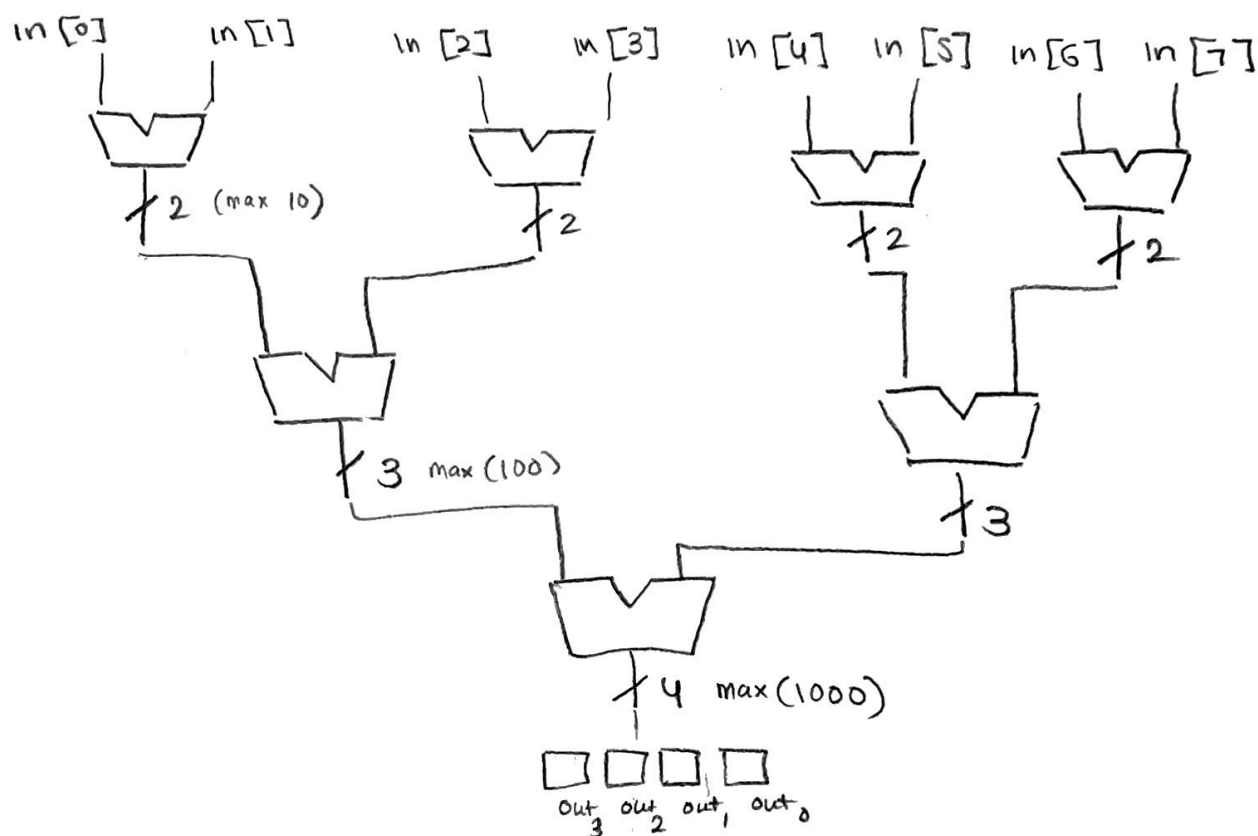 In [0] In [1] In [2] In [3] In [4] In [5] In [6] In [7]
2 (max 10) 2 2 2
3 max (100) 3
4 max (1000)
out3 out2 out1 out0